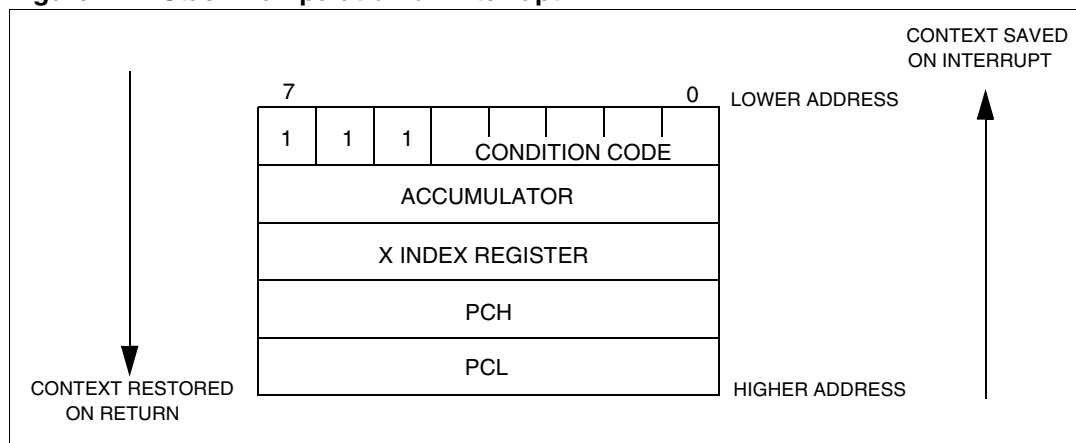 CONTEXT SAVED
ON INTERRUPT
7
0
LOWER ADDRESS
1
1
1
CONDITION CODE
ACCUMULATOR
X INDEX REGISTER
PCH
PCL
CONTEXT RESTORED
ON RETURN
HIGHER ADDRESS